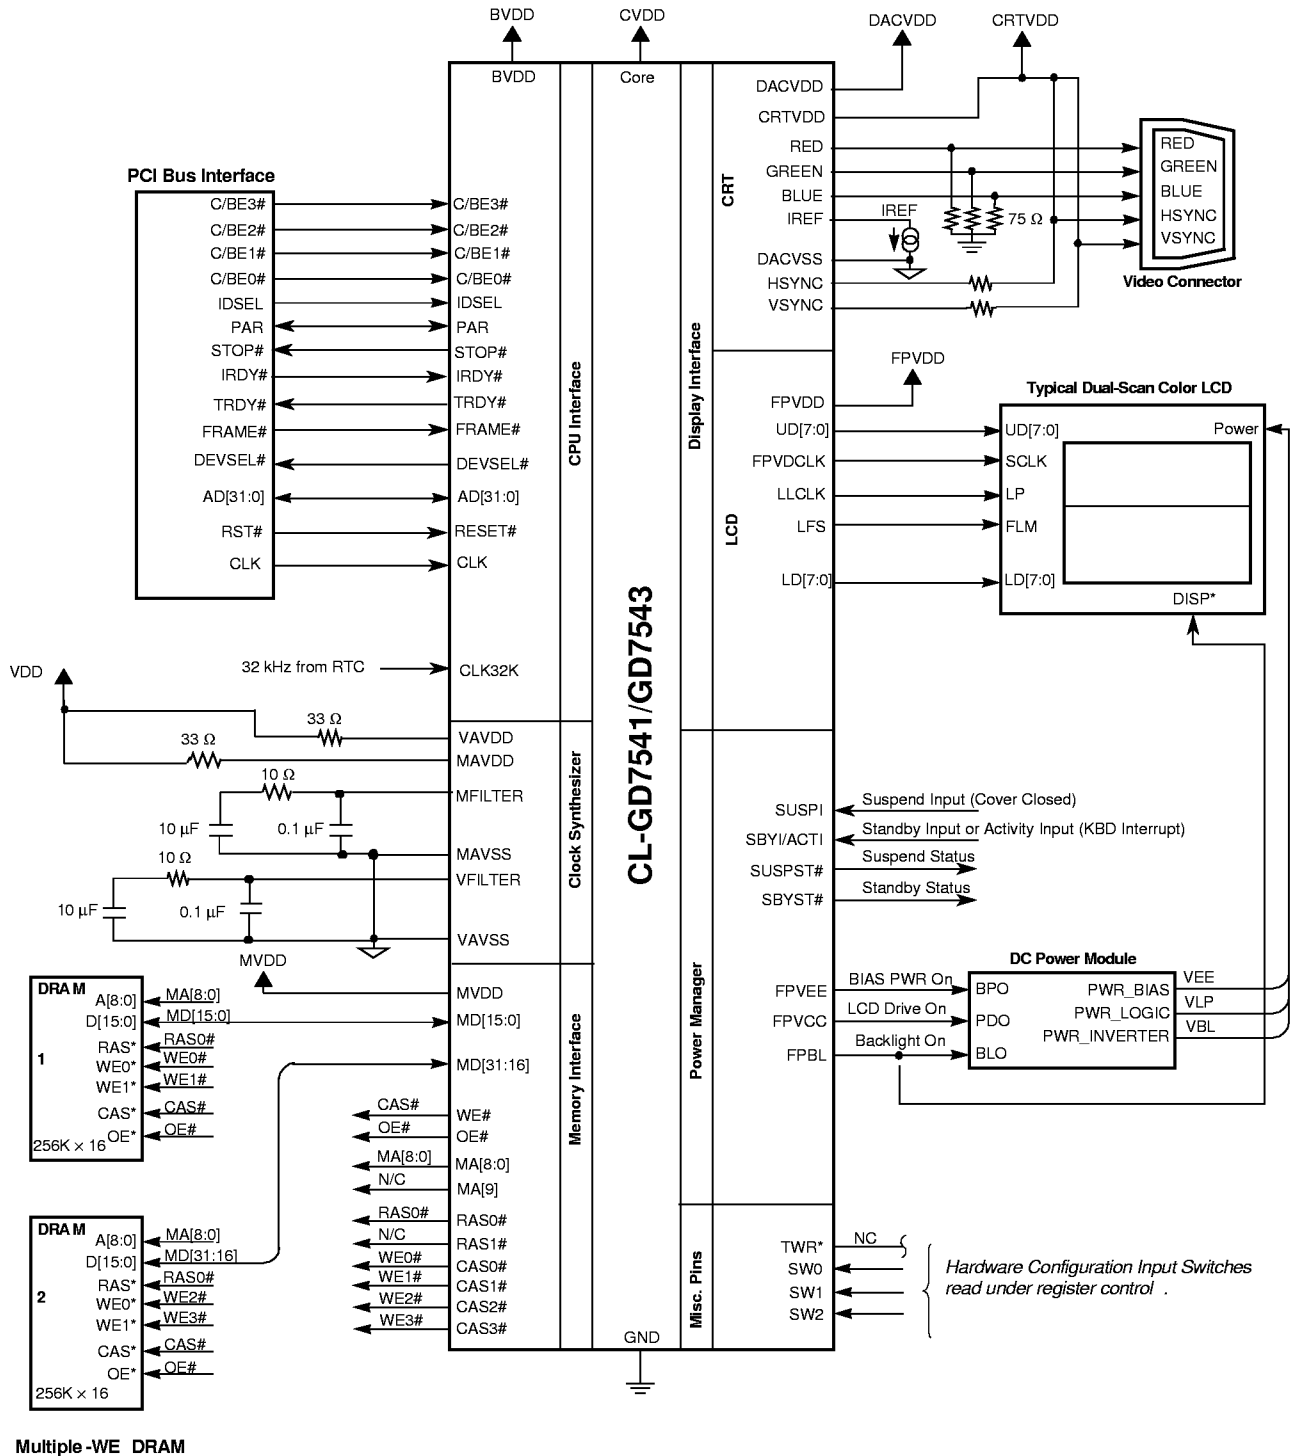 BVDD
CVDD
DACVDD
CRTVDD
BVDD
Core
DACVDD
CRTVDD
RED
GREEN
BLUE
IREF
DACVSS
HSYNC
VSYNC
CRT
IREF
75 Ω
RED
GREEN
BLUE
HSYNC
VSYNC
Video Connector
PCI Bus Interface
C/BE3#
C/BE2#
C/BE1#
C/BE0#
IDSEL
PAR
STOP#
IRDY#
TRDY#
FRAME#
DEVSEL#
AD[31:0]
RST#
CLK
C/BE3#
C/BE2#
C/BE1#
C/BE0#
IDSEL
PAR
STOP#
IRDY#
TRDY#
FRAME#
DEVSEL#
AD[31:0]
RESET#
CLK
CPU Interface
Display Interface
32 kHz from RTC
CLK32K
CL-GD7541/GD7543
LCD
FPVDD
FPVDD
UD[7:0]
FPVDCLK
LLCLK
LFS
LD[7:0]
Typical Dual-Scan Color LCD
UD[7:0]
Power
SCLK
LP
FLM
LD[7:0]
DISP*
VDD
33 Ω
33 Ω
10 Ω
10 µF
0.1 µF
10 Ω
10 µF
0.1 µF
VAVDD
MAVDD
MFILTER
MAVSS
VFILTER
VAVSS
Clock Synthesizer
SUSPI
Suspend Input (Cover Closed)
SBYI/ACTI
Standby Input or Activity Input (KBD Interrupt)
SUSPST#
Suspend Status
SBYST#
Standby Status
Power Manager
FPVEE
BIAS PWR On
FPVCC
LCD Drive On
FPBL
Backlight On
DC Power Module
BPO
PDO
BLO
PWR_BIAS
PWR_LOGIC
PWR_INVERTER
VEE
VLP
VBL
MVDD
MVDD
MD[15:0]
MD[31:16]
Memory Interface
CAS#
WE#
OE#
OE#
MA[8:0]
MA[8:0]
N/C
MA[9]
RAS0#
RAS0#
N/C
RAS1#
WE0#
CAS0#
WE1#
CAS1#
WE2#
CAS2#
WE3#
CAS3#
DRAM
1
256K × 16
A[8:0]
MA[8:0]
D[15:0]
MD[15:0]
RAS*
RAS0#
WE0*
WE0#
WE1*
WE1#
CAS*
CAS#
OE*
OE#
DRAM
2
256K × 16
A[8:0]
MA[8:0]
D[15:0]
MD[31:16]
RAS*
RAS0#
WE0*
WE2#
WE1*
WE3#
CAS*
CAS#
OE*
OE#
Misc. Pins
TWR*
NC
SW0
SW1
SW2
Hardware Configuration Input Switches
read under register control .
GND
Multiple-WE DRAM